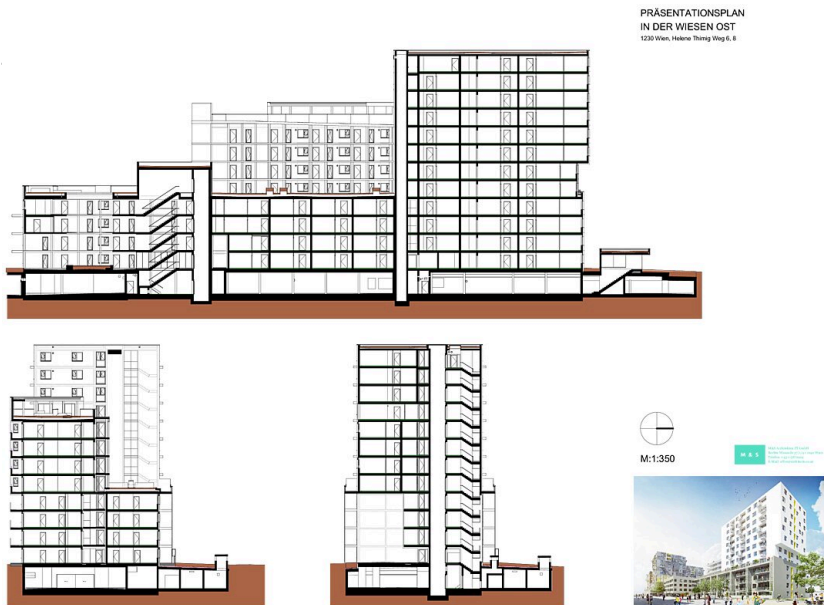 PRÄSENTATIONSPLAN
IN DER WIESEN OST
1230 Wien, Helene Thimig Weg 6, 8
M:1:350
M & S